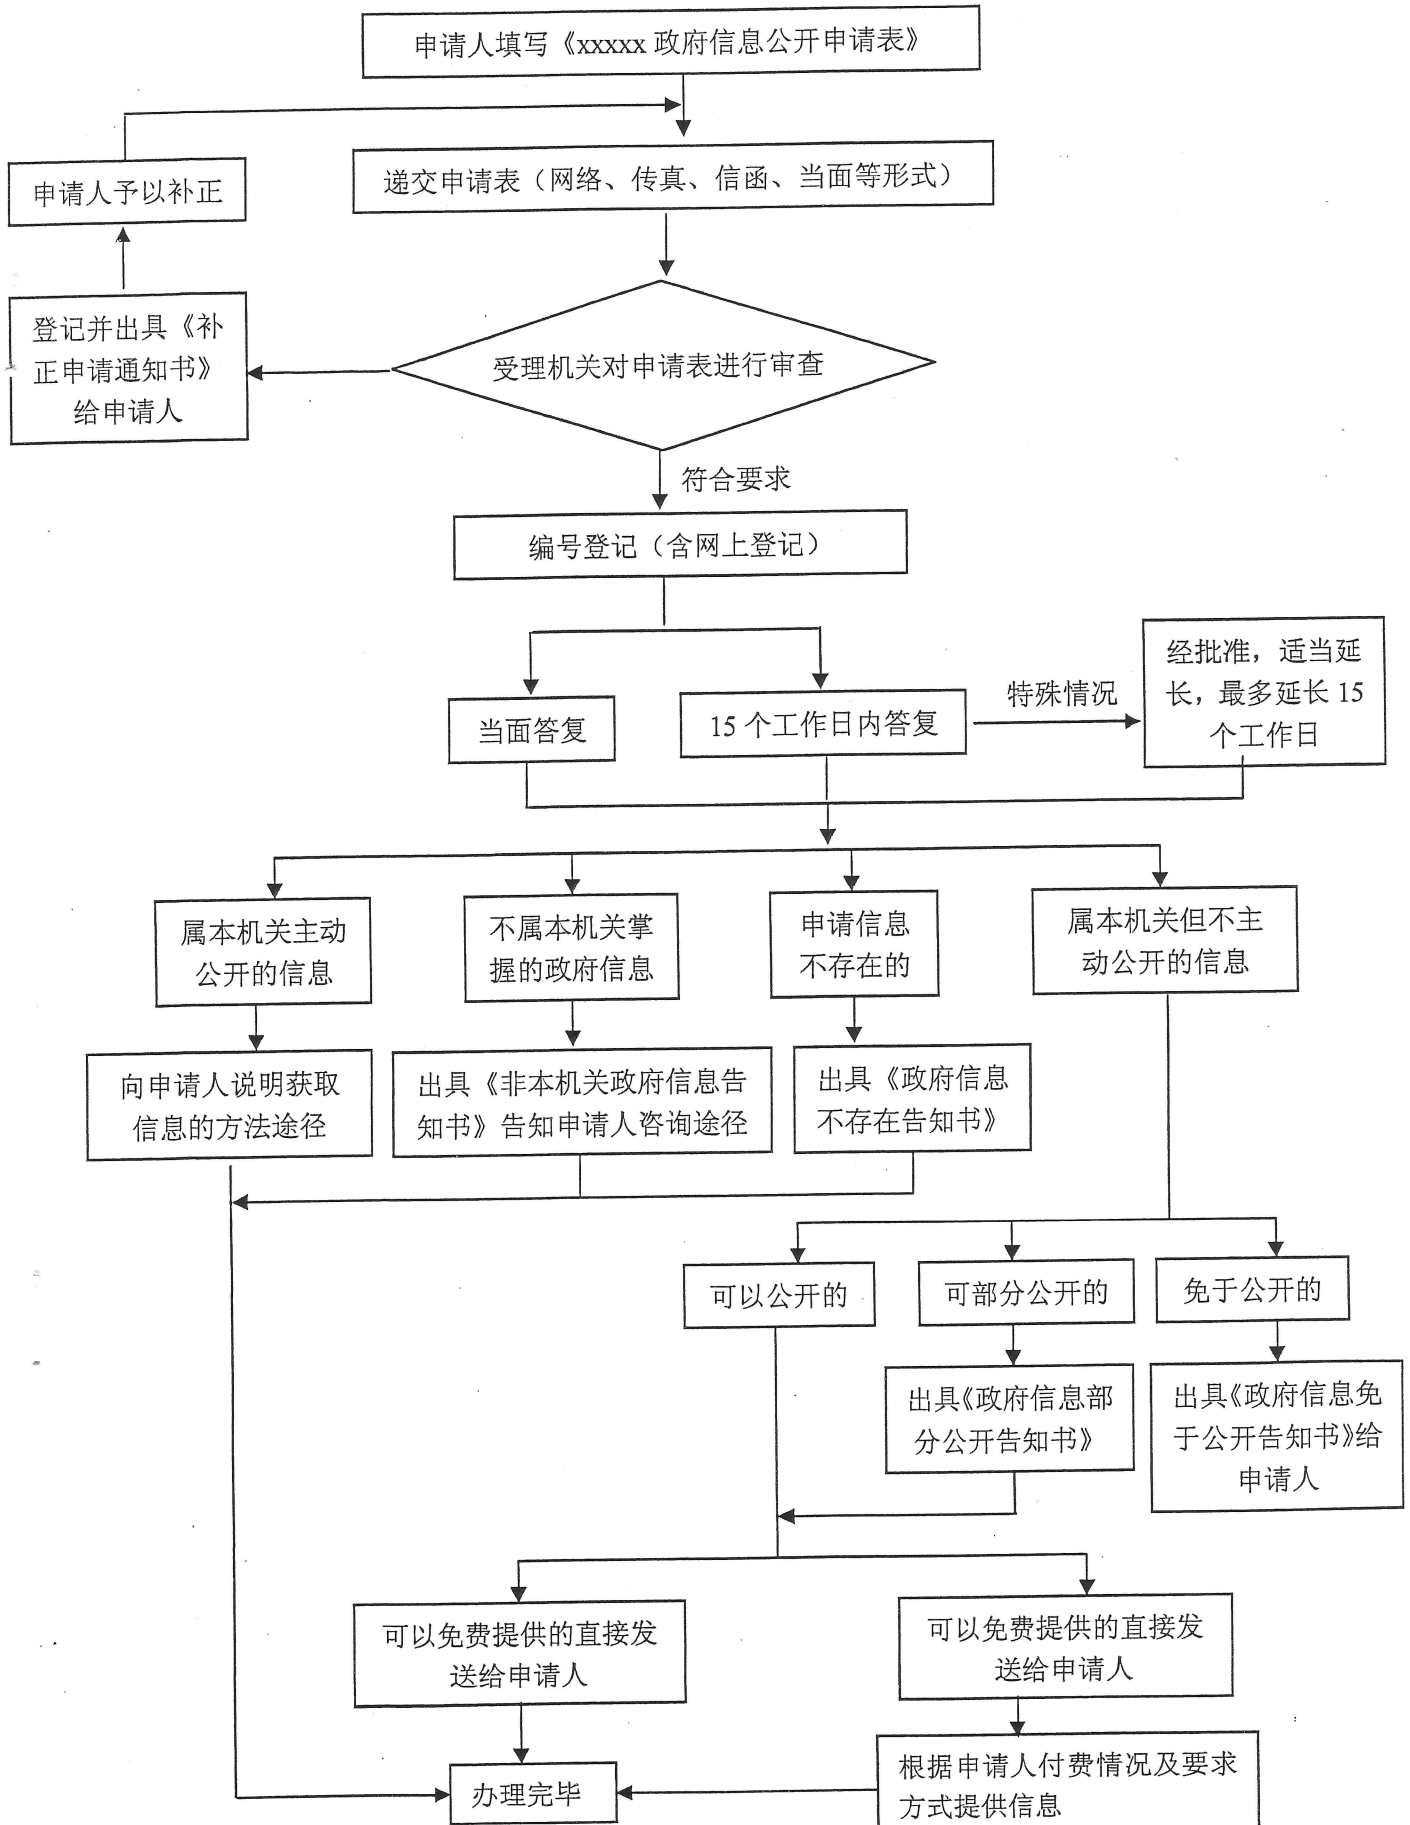 申请人填写《xxxxx 政府信息公开申请表》
递交申请表（网络、传真、信函、当面等形式）
申请人予以补正
登记并出具《补
正申请通知书》
给申请人
受理机关对申请表进行审查
符合要求
编号登记（含网上登记）
当面答复
15 个工作日内答复
特殊情况
经批准，适当延
长，最多延长 15
个工作日
属本机关主动
公开的信息
不属本机关掌
握的政府信息
申请信息
不存在的
属本机关但不主
动公开的信息
向申请人说明获取
信息的方法途径
出具《非本机关政府信息告
知书》告知申请人咨询途径
出具《政府信息
不存在告知书》
可以公开的
可部分公开的
免于公开的
出具《政府信息部
分公开告知书》
出具《政府信息免
于公开告知书》给
申请人
可以免费提供的直接发
送给申请人
可以免费提供的直接发
送给申请人
办理完毕
根据申请人付费情况及要求
方式提供信息